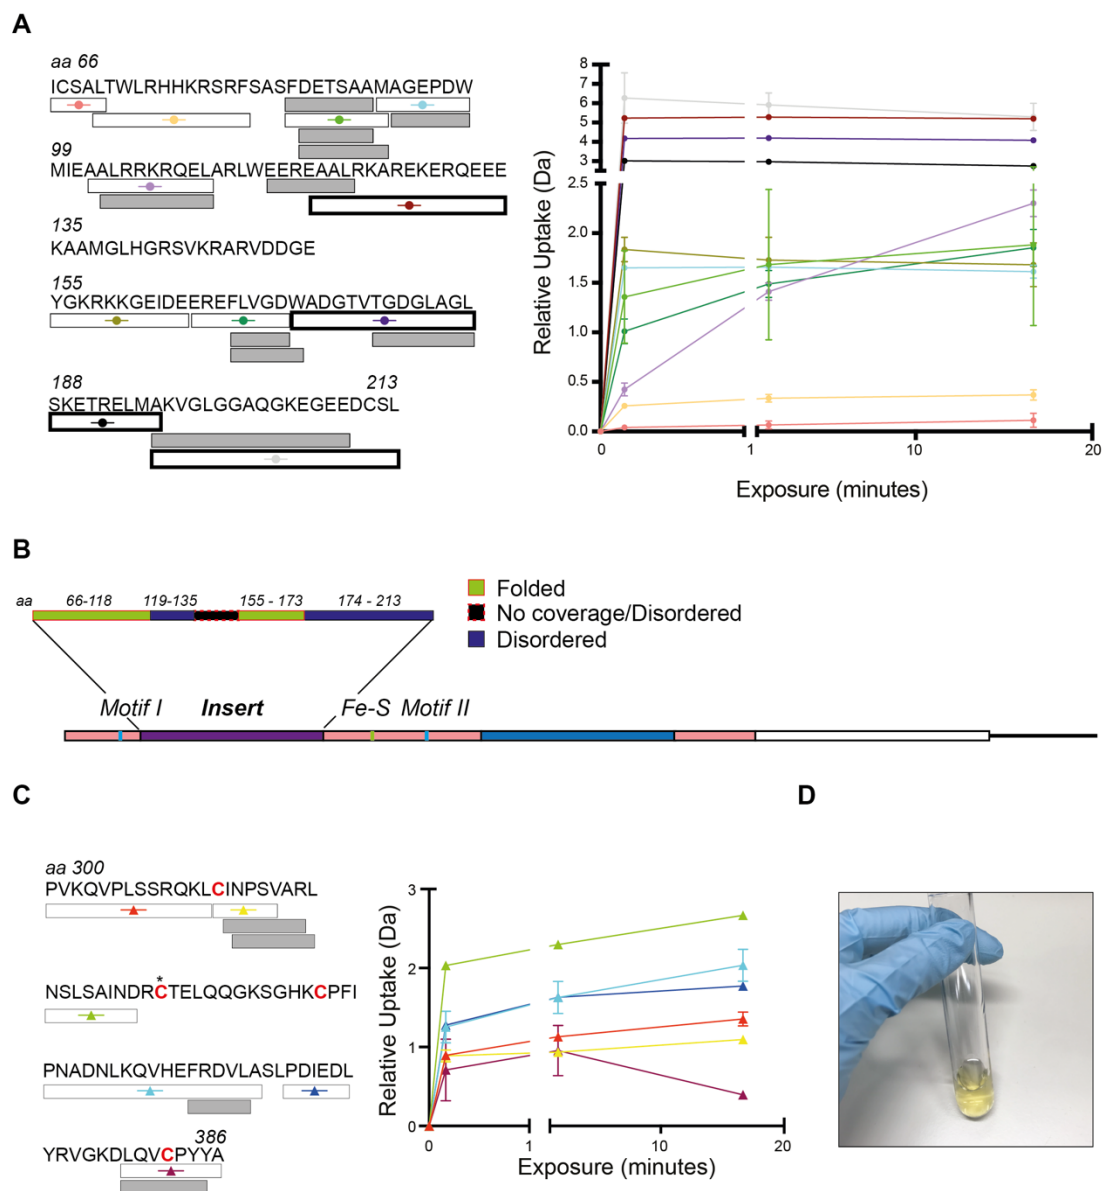 A
aa 66
ICSALTWLRHHKRSRFSASFDETSAAMAGEPDW
99
MIEAALRRKRQELARLWEEREAALRKAREKERQEEE
135
KAAMGLHGRSVKRARVDDGE
155
YGKRKKGEIDEEREFLVGDWADGTVTGDGLAGL
188 213
SKETRELMAKVGLGGAQGKEGEEDCSL
Relative Uptake (Da)
8
7
6
5
4
3
2.5
2.0
1.5
1.0
0.5
0.0
0 1 10 20
Exposure (minutes)
B
aa 66-118 119-135 155 - 173 174 - 213
Folded
No coverage/Disordered
Disordered
Motif I Insert Fe-S Motif II
C
aa 300
PVKQVPLSSRQKLCINPSVARL
*
NSLSAINDRCTELQQGKSGHKCPFI
PNADNLKQVHEFRDVLASLPDIEDL
386
YRVGKDLQVCPYYA
Relative Uptake (Da)
3
2
1
0
0 1 10 20
Exposure (minutes)
D